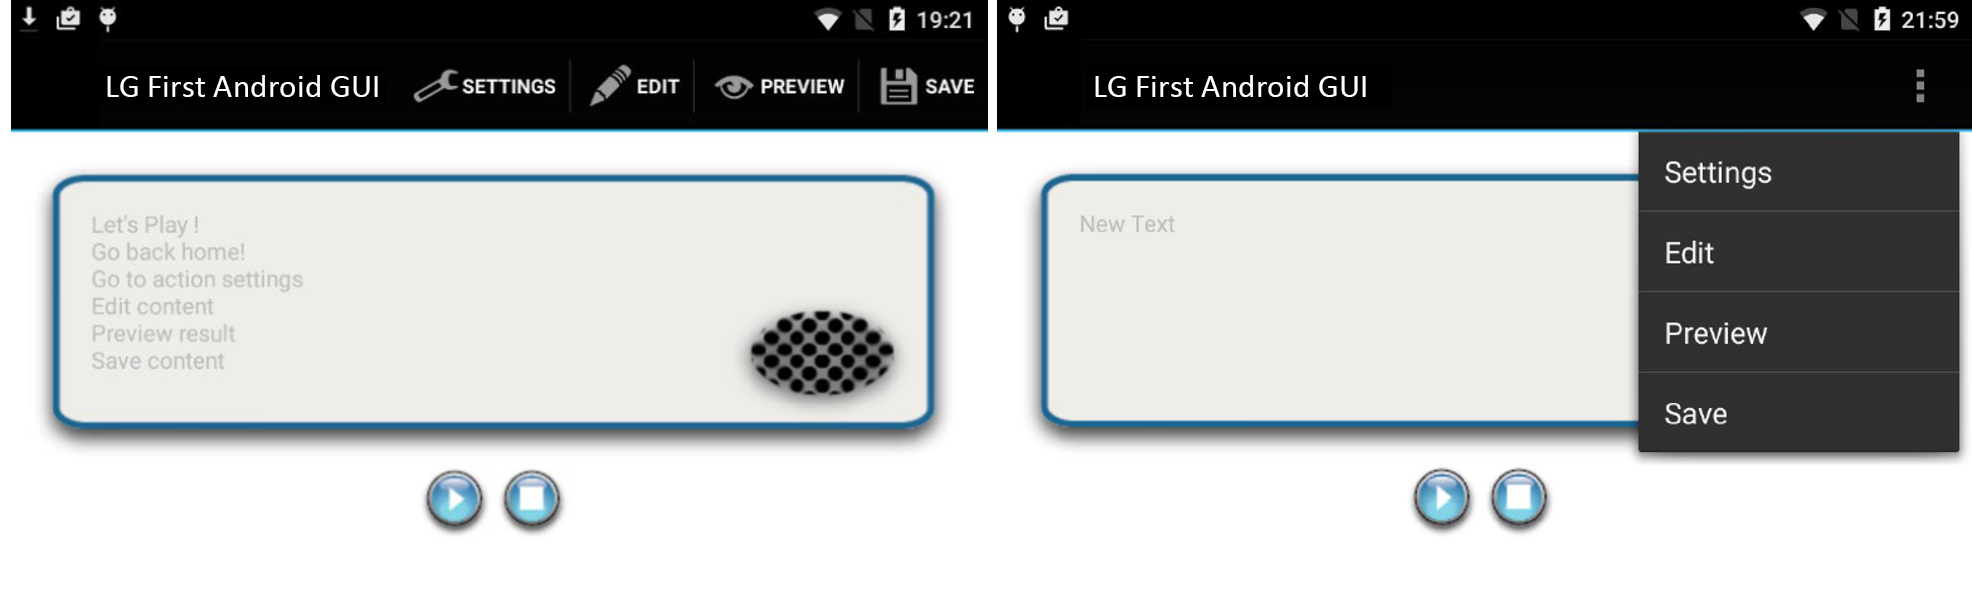 19:21
LG First Android GUI SETTINGS EDIT PREVIEW SAVE
Let's Play !
Go back home!
Go to action settings
Edit content
Preview result
Save content
21:59
LG First Android GUI
New Text
Settings
Edit
Preview
Save